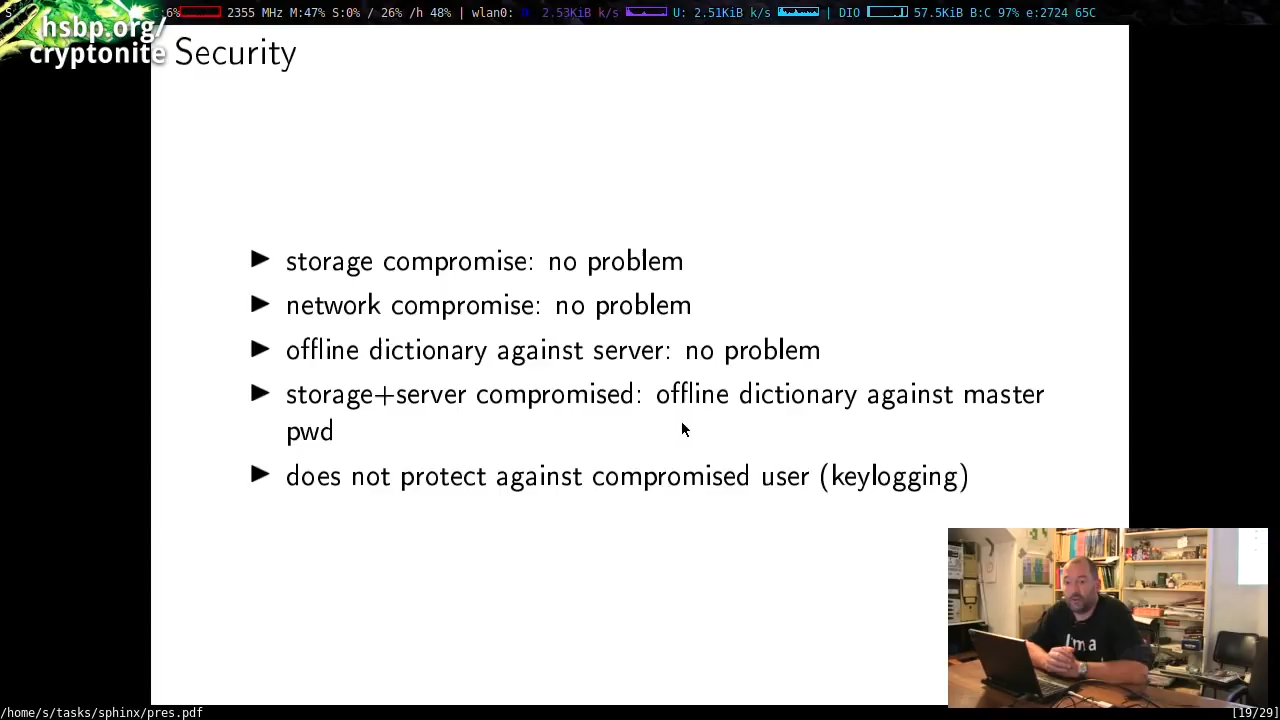 6% 2355 MHz M:47% S:0% / 26% /h 48% | wlan0: D: 2.53KiB k/s U: 2.51KiB k/s | DIO 57.5KiB B:C 97% e:2724 65C
hsbp.org/
cryptonite
Security
▶ storage compromise: no problem
▶ network compromise: no problem
▶ offline dictionary against server: no problem
▶ storage+server compromised: offline dictionary against master
pwd
▶ does not protect against compromised user (keylogging)
I'm a
/home/s/tasks/sphinx/pres.pdf
[19/29]